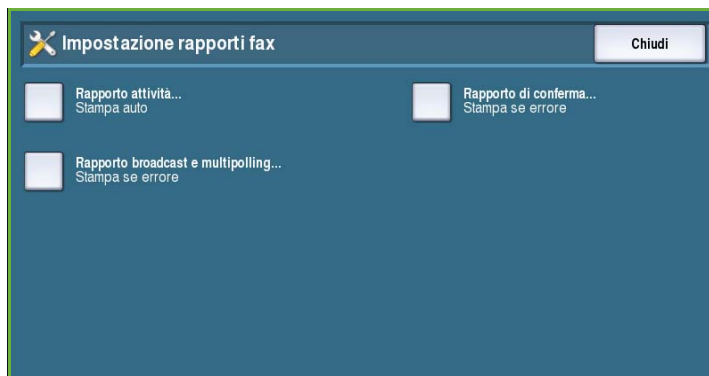 Impostazione rapporti fax
Chiudi
Rapporto attività...
Stampa auto
Rapporto di conferma...
Stampa se errore
Rapporto broadcast e multipolling...
Stampa se errore